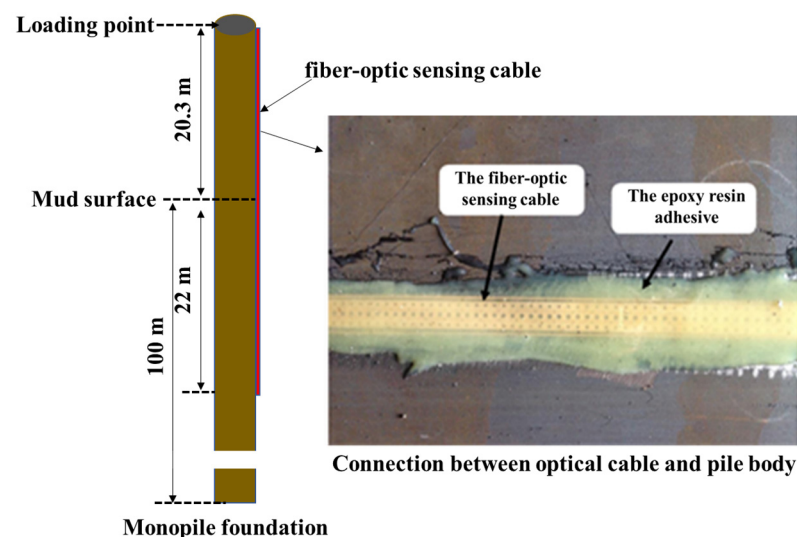 Loading point
fiber-optic sensing cable
20.3 m
Mud surface
22 m
100 m
The fiber-optic
sensing cable
The epoxy resin
adhesive
Connection between optical cable and pile body
Monopile foundation